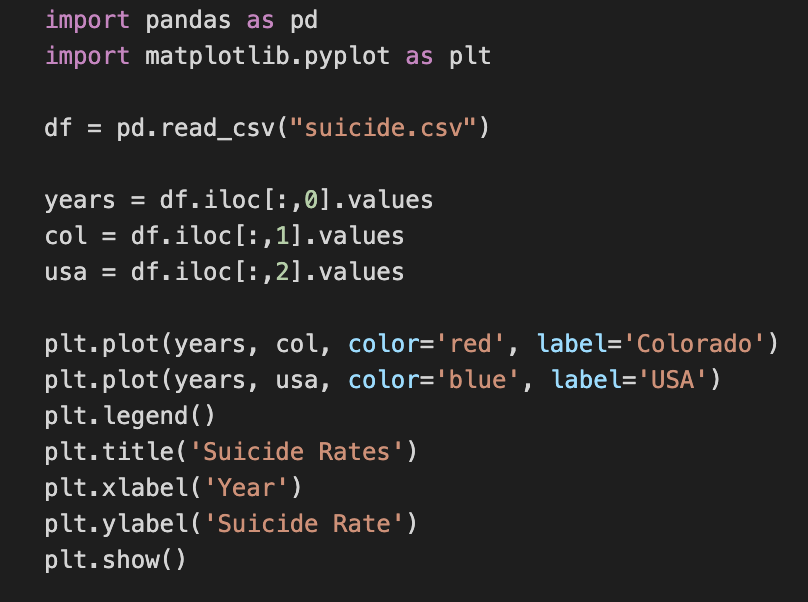 import pandas as pd
import matplotlib.pyplot as plt
df = pd.read_csv("suicide.csv")
years = df.iloc[:,0].values
col = df.iloc[:,1].values
usa = df.iloc[:,2].values
plt.plot(years, col, color='red', label='Colorado')
plt.plot(years, usa, color='blue', label='USA')
plt.legend()
plt.title('Suicide Rates')
plt.xlabel('Year')
plt.ylabel('Suicide Rate')
plt.show()